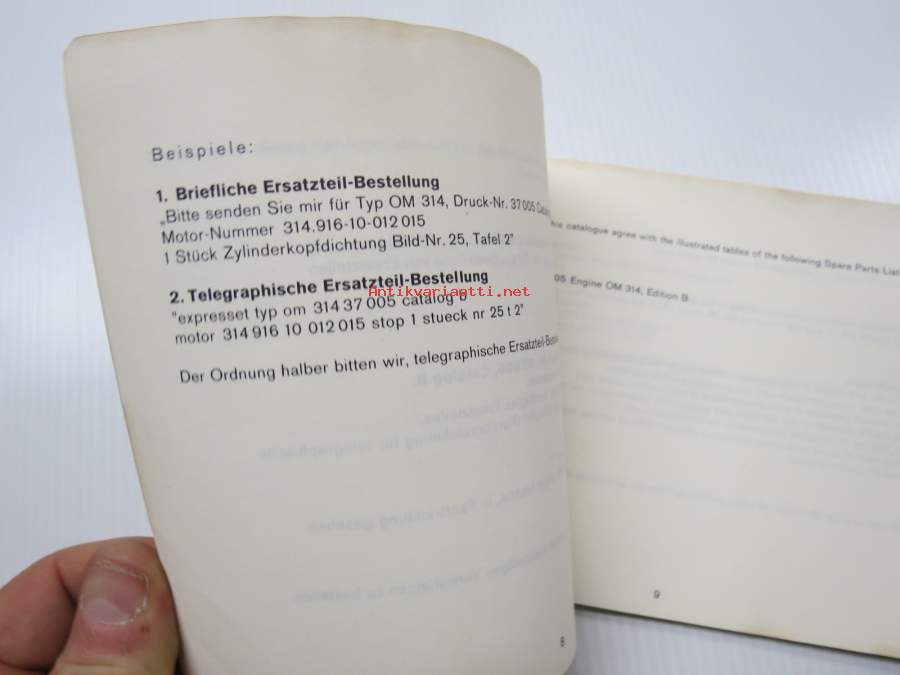 Beispiele:
1. Briefliche Ersatzteil-Bestellung
„Bitte senden Sie mir für Typ OM 314, Druck-Nr. 37 005
Motor-Nummer 314.916-10-012 015
1 Stück Zylinderkopfdichtung Bild-Nr. 25, Tafel 2"
2. Telegraphische Ersatzteil-Bestellung
Antikvariaatti.net
"expresset typ om 314 37 005 catalog b
motor 314 916 10 012 015 stop 1 stueck nr 25 t 2"
Der Ordnung halber bitten wir, telegraphische
8
catalogue agree with the illustrated tables of the following Spare Parts List
Engine OM 314, Edition B
9